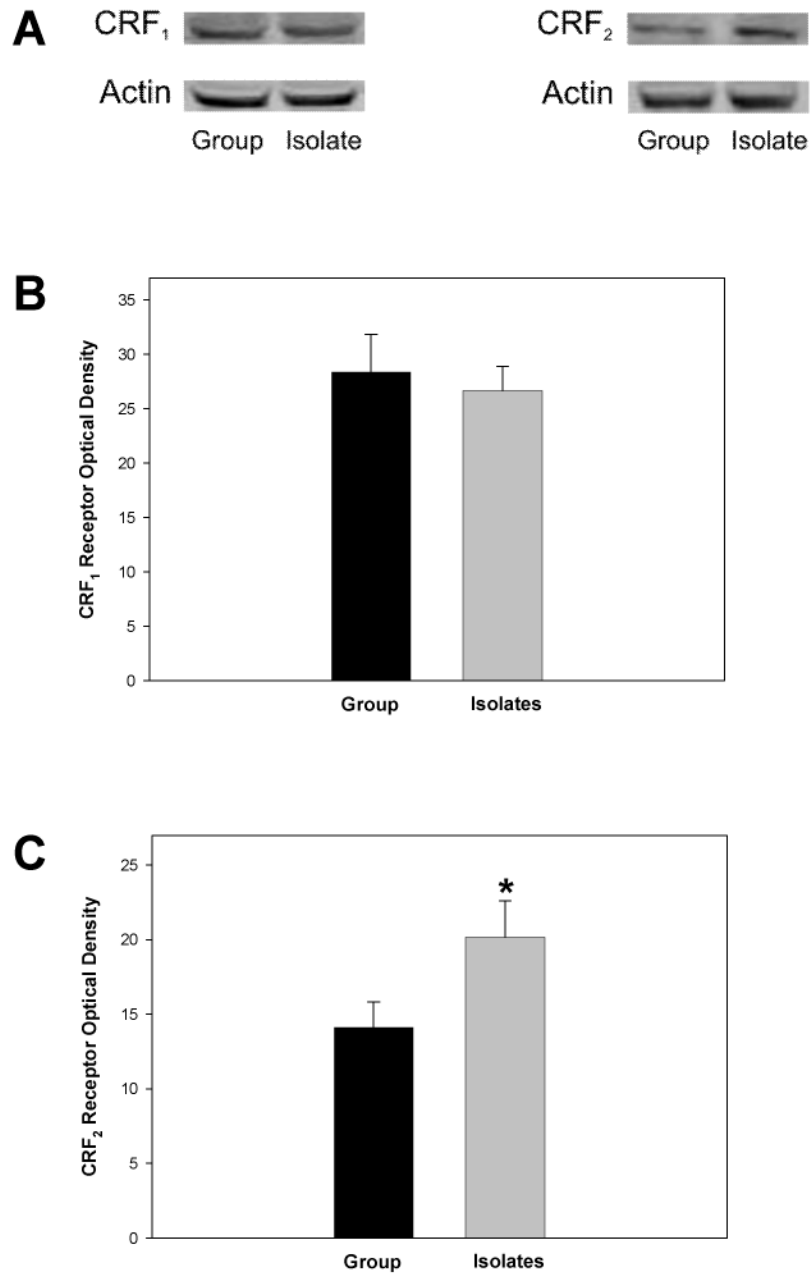 A
CRF₁
Actin
Group Isolate
CRF₂
Actin
Group Isolate
B
CRF₁ Receptor Optical Density
35
30
25
20
15
10
5
0
Group Isolates
C
CRF₂ Receptor Optical Density
25
20
15
10
5
0
*
Group Isolates